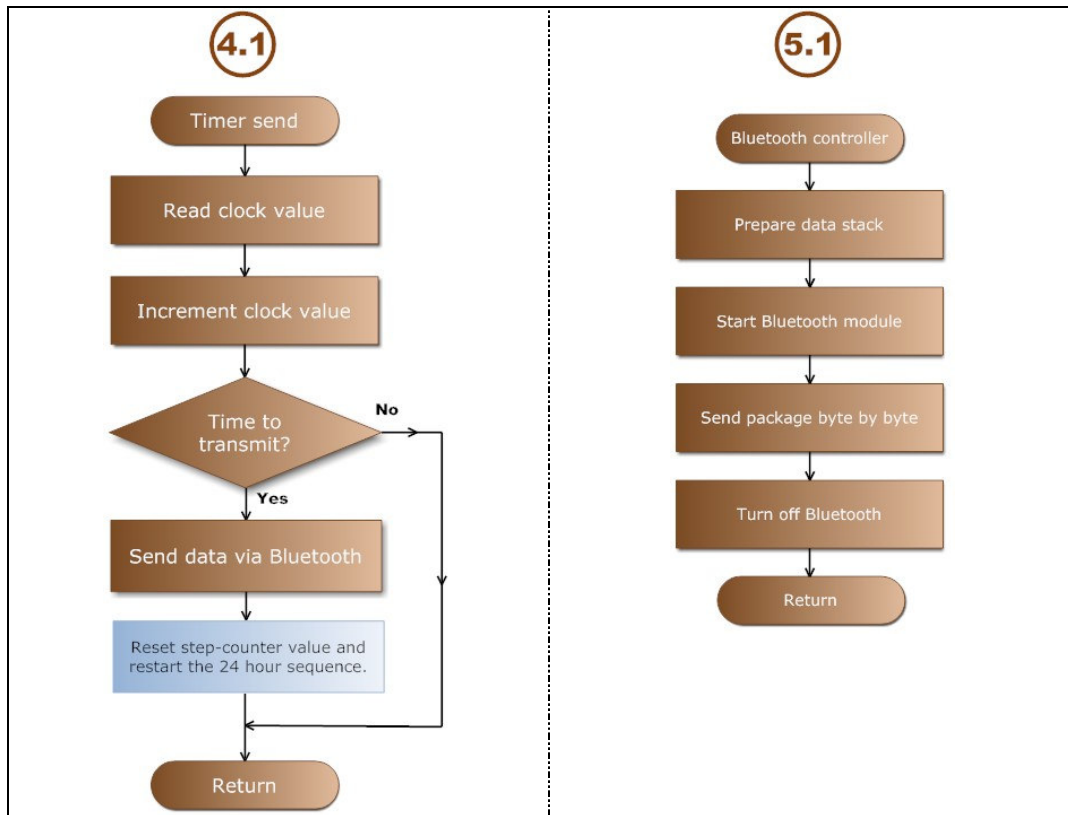 4.1
Timer send
Read clock value
Increment clock value
Time to
transmit?
No
Yes
Send data via Bluetooth
Reset step-counter value and
restart the 24 hour sequence.
Return
5.1
Bluetooth controller
Prepare data stack
Start Bluetooth module
Send package byte by byte
Turn off Bluetooth
Return